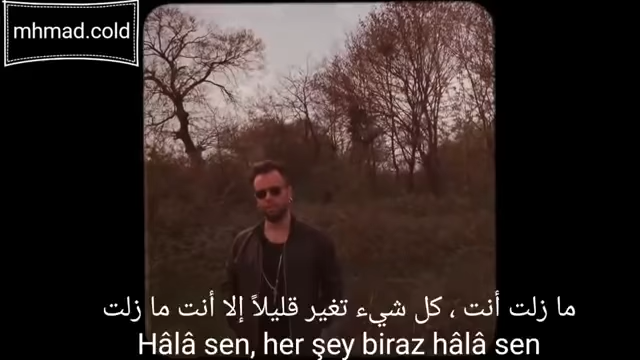 mhmad.cold
ما زلت أنت ، كل شيء تغير قليلاً إلا أنت ما زلت
Hâlâ sen, her şey biraz hâlâ sen